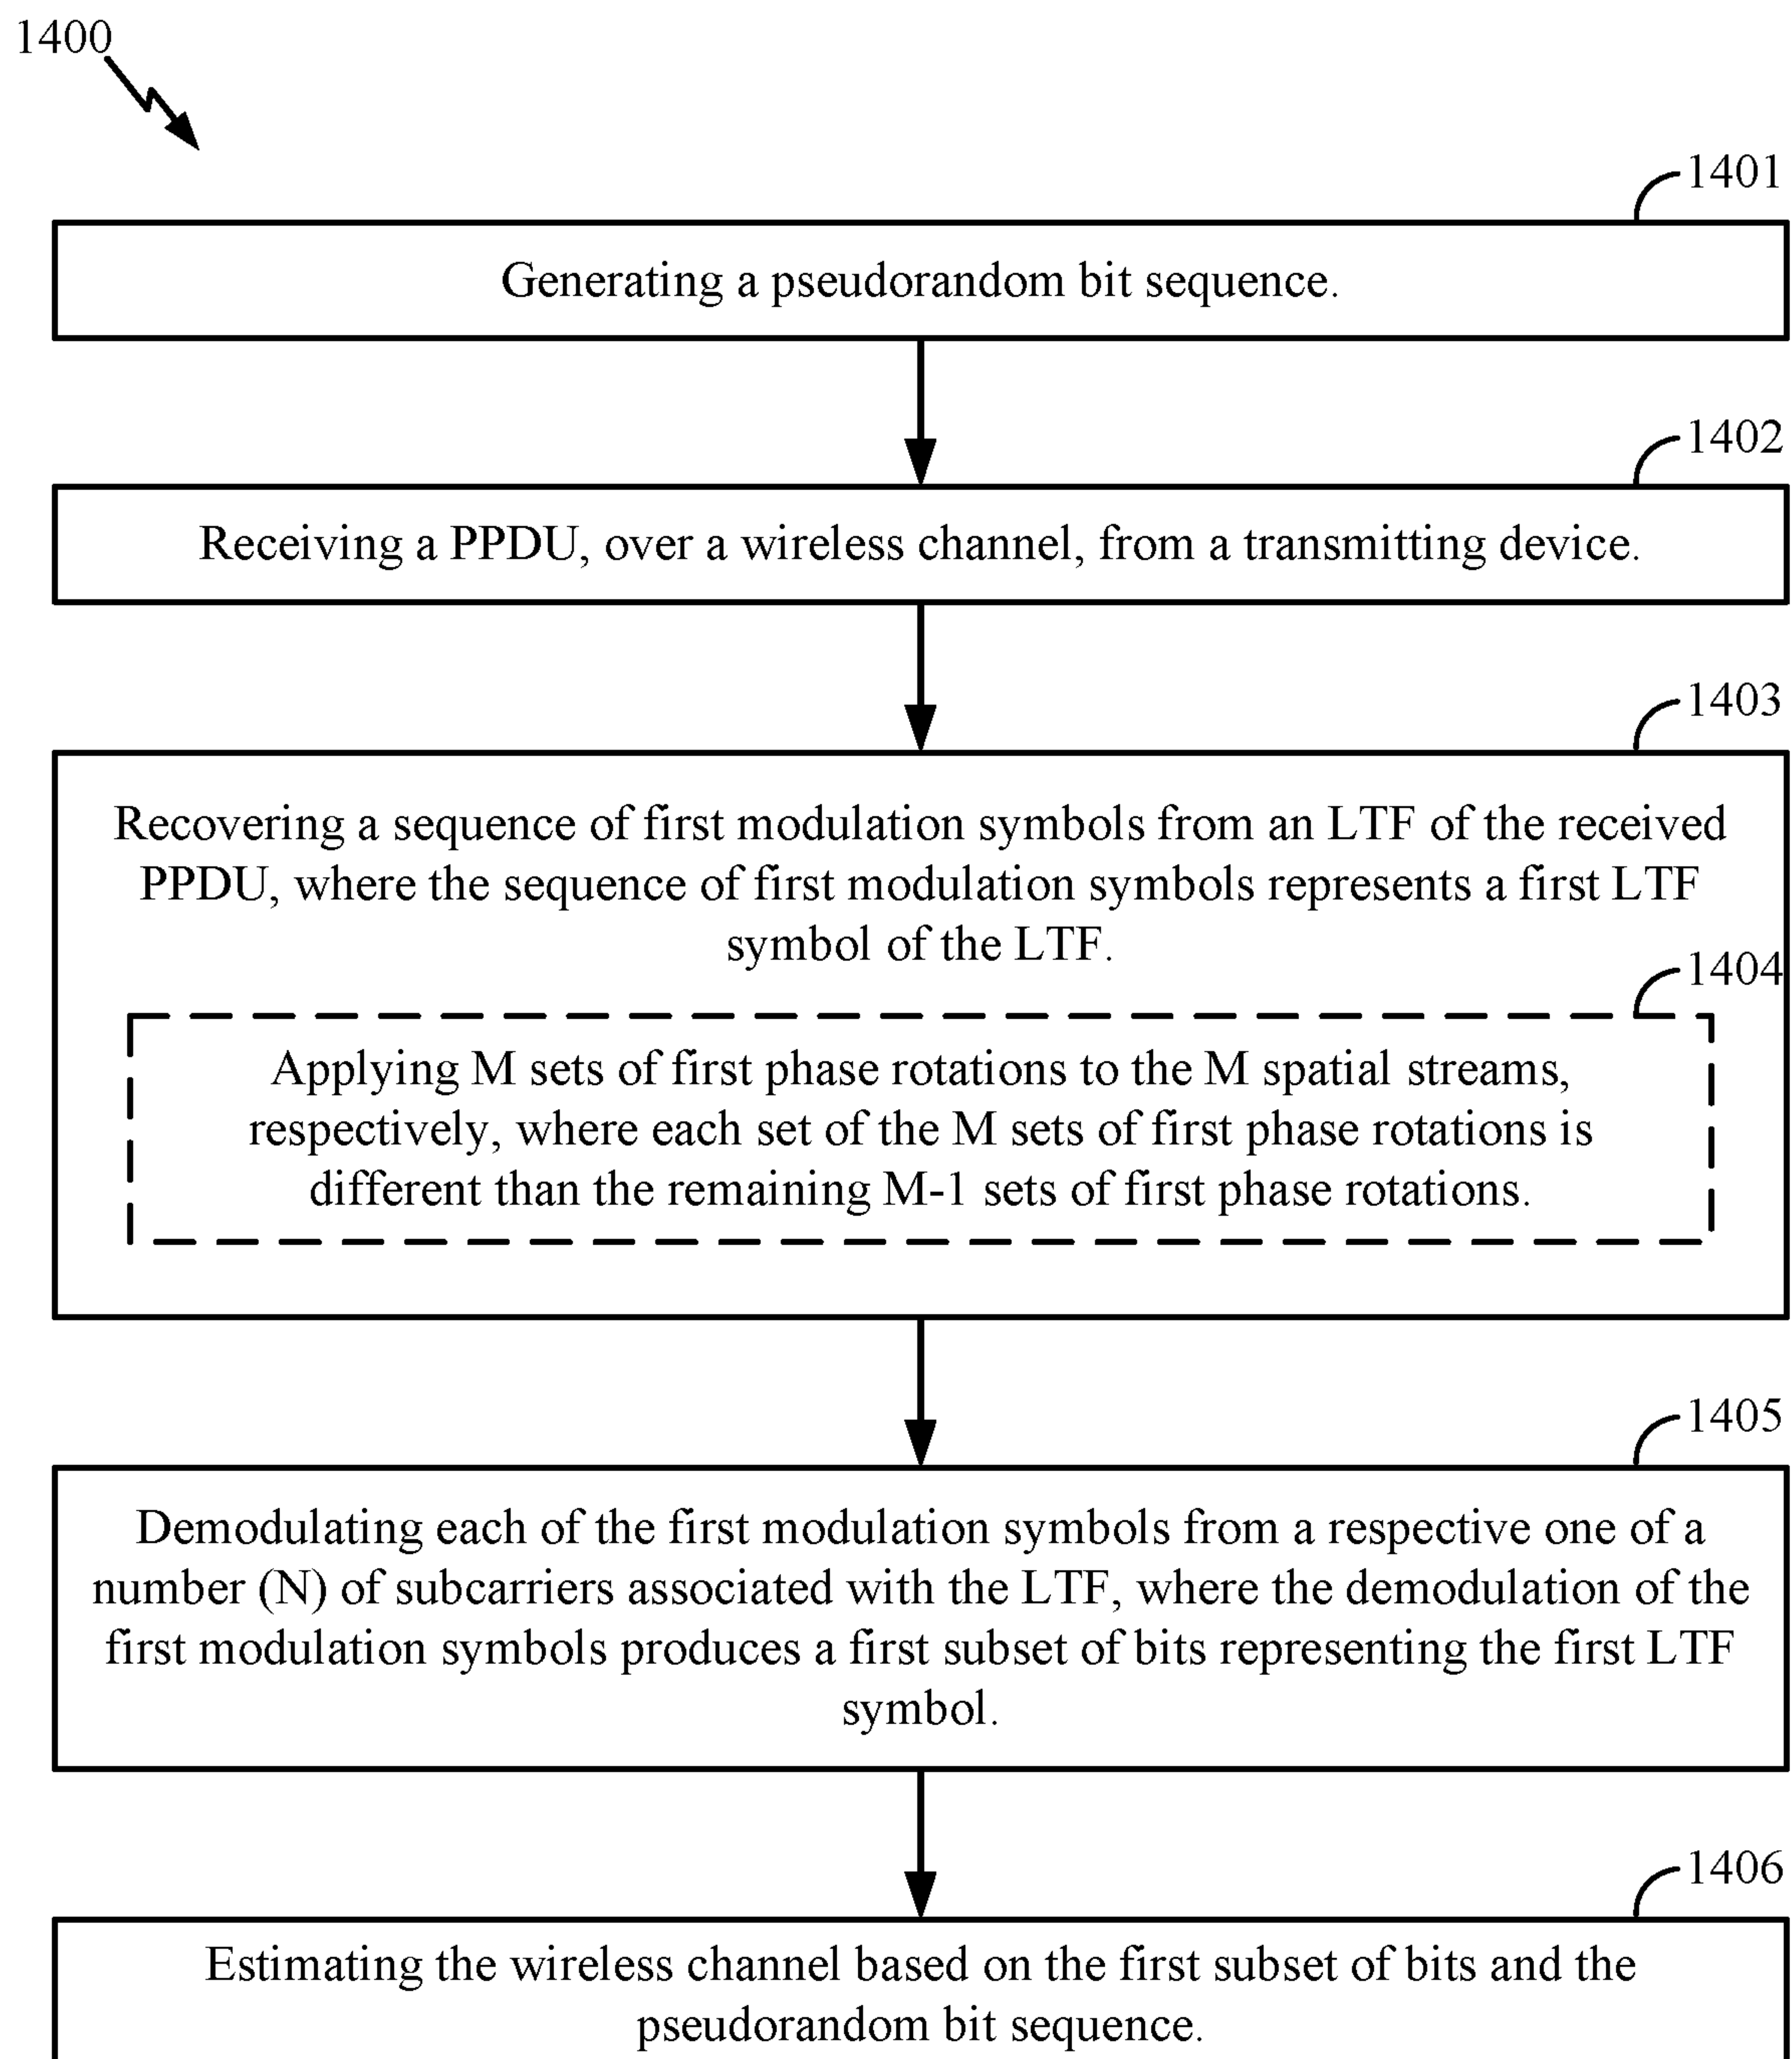 1400
1401
Generating a pseudorandom bit sequence.
1402
Receiving a PPDU, over a wireless channel, from a transmitting device.
1403
Recovering a sequence of first modulation symbols from an LTF of the received
PPDU, where the sequence of first modulation symbols represents a first LTF
symbol of the LTF.
1404
Applying M sets of first phase rotations to the M spatial streams,
respectively, where each set of the M sets of first phase rotations is
different than the remaining M-1 sets of first phase rotations.
1405
Demodulating each of the first modulation symbols from a respective one of a
number (N) of subcarriers associated with the LTF, where the demodulation of the
first modulation symbols produces a first subset of bits representing the first LTF
symbol.
1406
Estimating the wireless channel based on the first subset of bits and the
pseudorandom bit sequence.